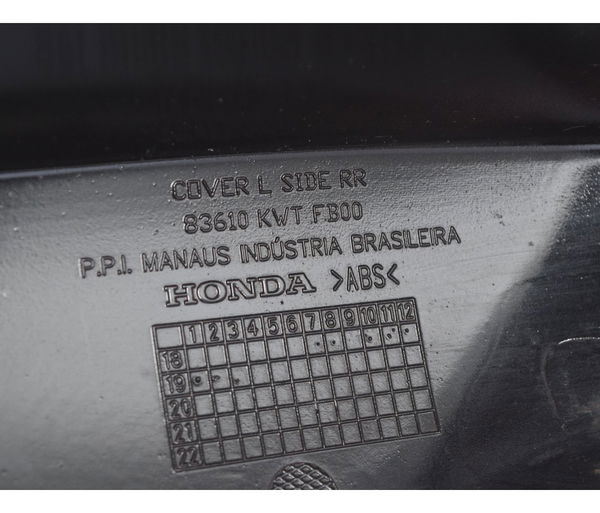 COVER L SIDE RR
83610 KWT FB00
P.P.I. MANAUS INDÚSTRIA BRASILEIRA
HONDA >ABS<
1 2 3 4 5 6 7 8 9 10 11 12
18
19
20
21
22